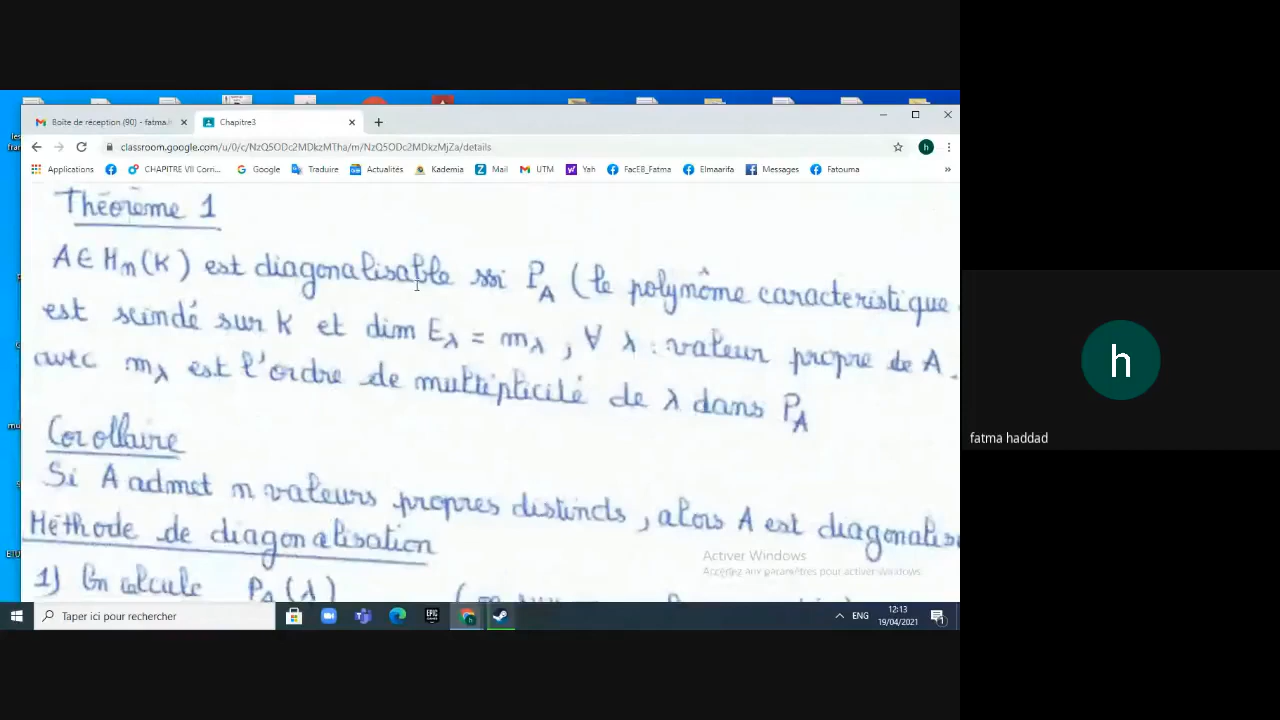 Boîte de réception (90) - fatma.h
Chapitre3
classroom.google.com/u/0/c/NzQ5ODc2MDkzMTha/m/NzQ5ODc2MDkzMjZa/details
h
Applications
CHAPITRE VII Corri...
Google
Traduire
Actualités
Kademia
Mail
UTM
Yah
FacEB_Fatma
Elmaarifa
Messages
Fatouma
»
Théorème 1
A ∈ Mn(K) est diagonalisable ssi PA (le polynôme caracteristique
est scindé sur K et dim Eλ = mλ, ∀ λ : valeur propre de A.
avec mλ est l'ordre de multiplicité de λ dans PA
Corollaire
Si A admet n valeurs propres distincts, alors A est diagonalis
Méthode de diagonalisation
1) On calcule PA(λ)
Activer Windows
Accédez aux paramètres pour activer Windows.
Taper ici pour rechercher
EPIC
ENG
12:13
19/04/2021
1
h
fatma haddad